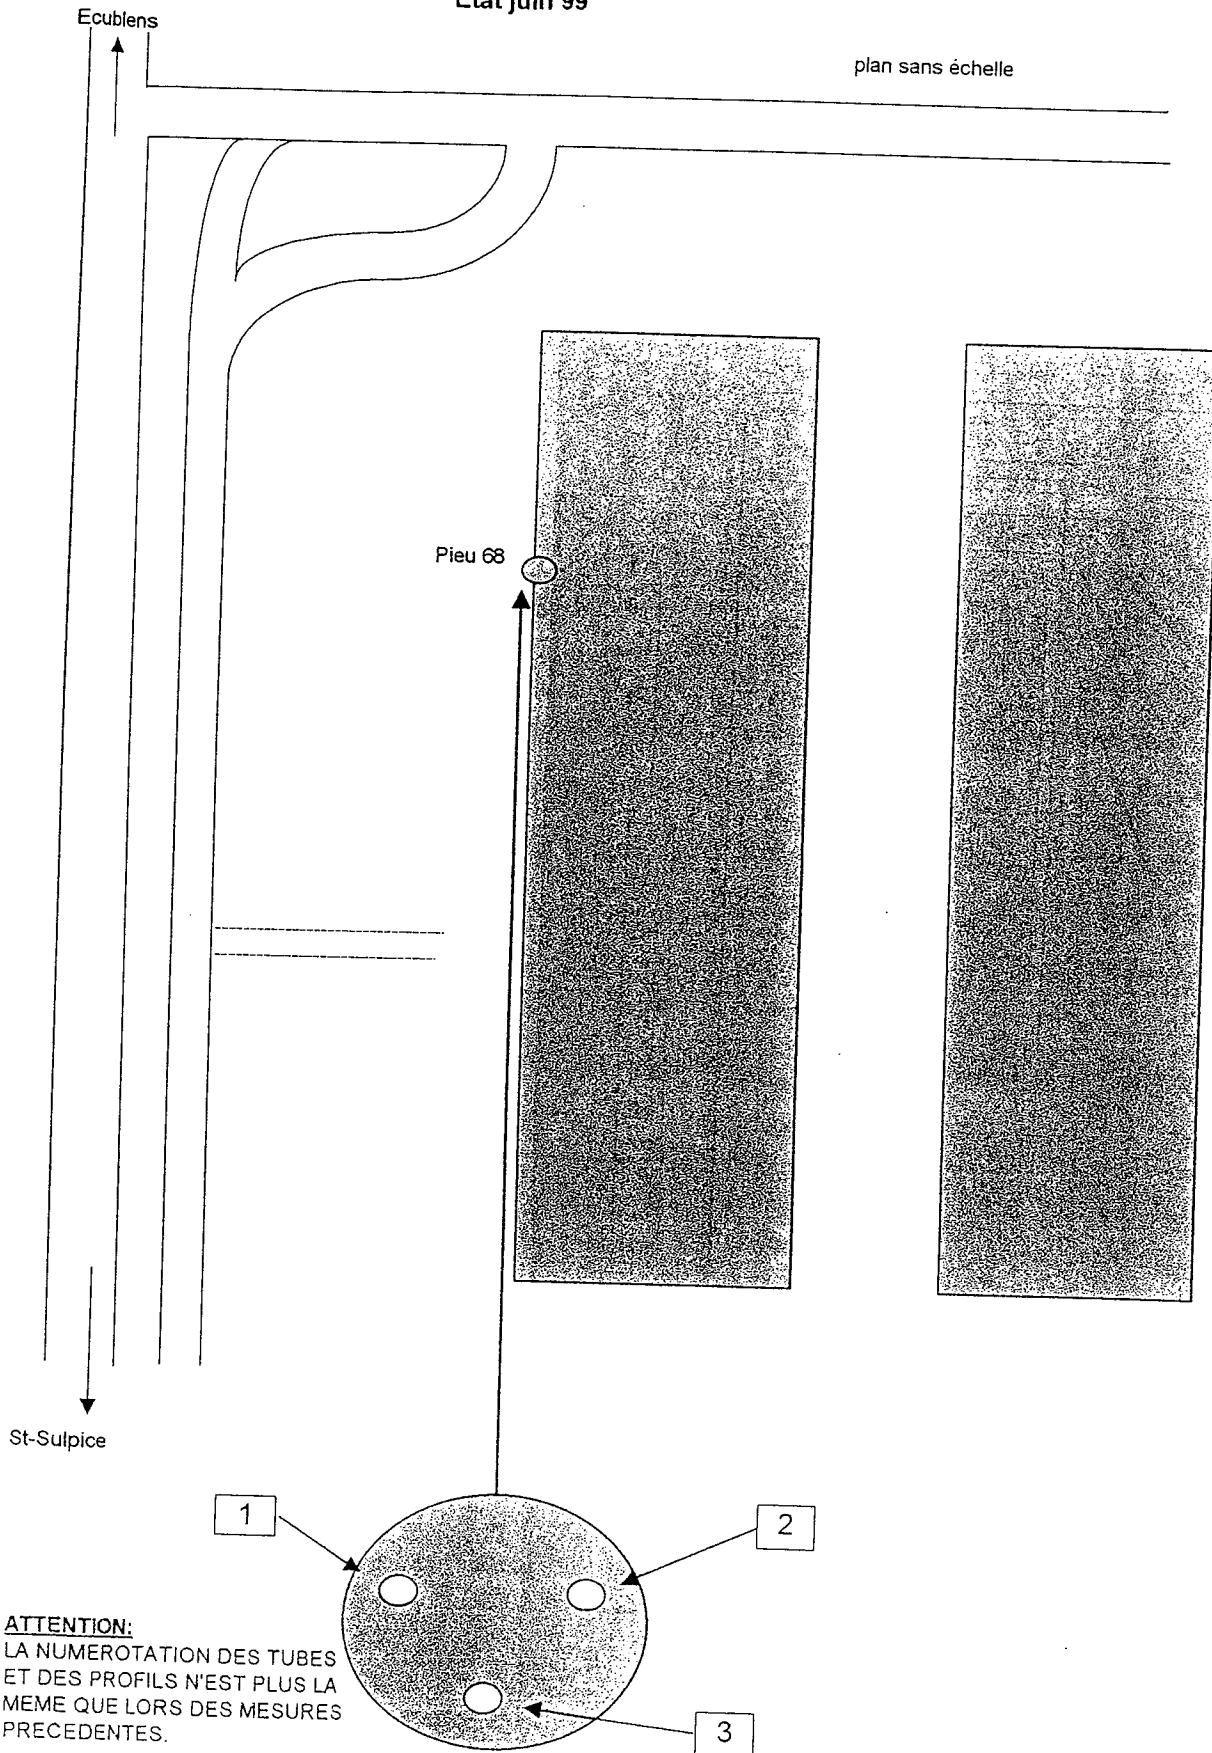 Etat juin 99
Ecublens
plan sans échelle
Pieu 68
St-Sulpice
1
2
ATTENTION:
LA NUMEROTATION DES TUBES
ET DES PROFILS N'EST PLUS LA
MEME QUE LORS DES MESURES
PRECEDENTES.
3